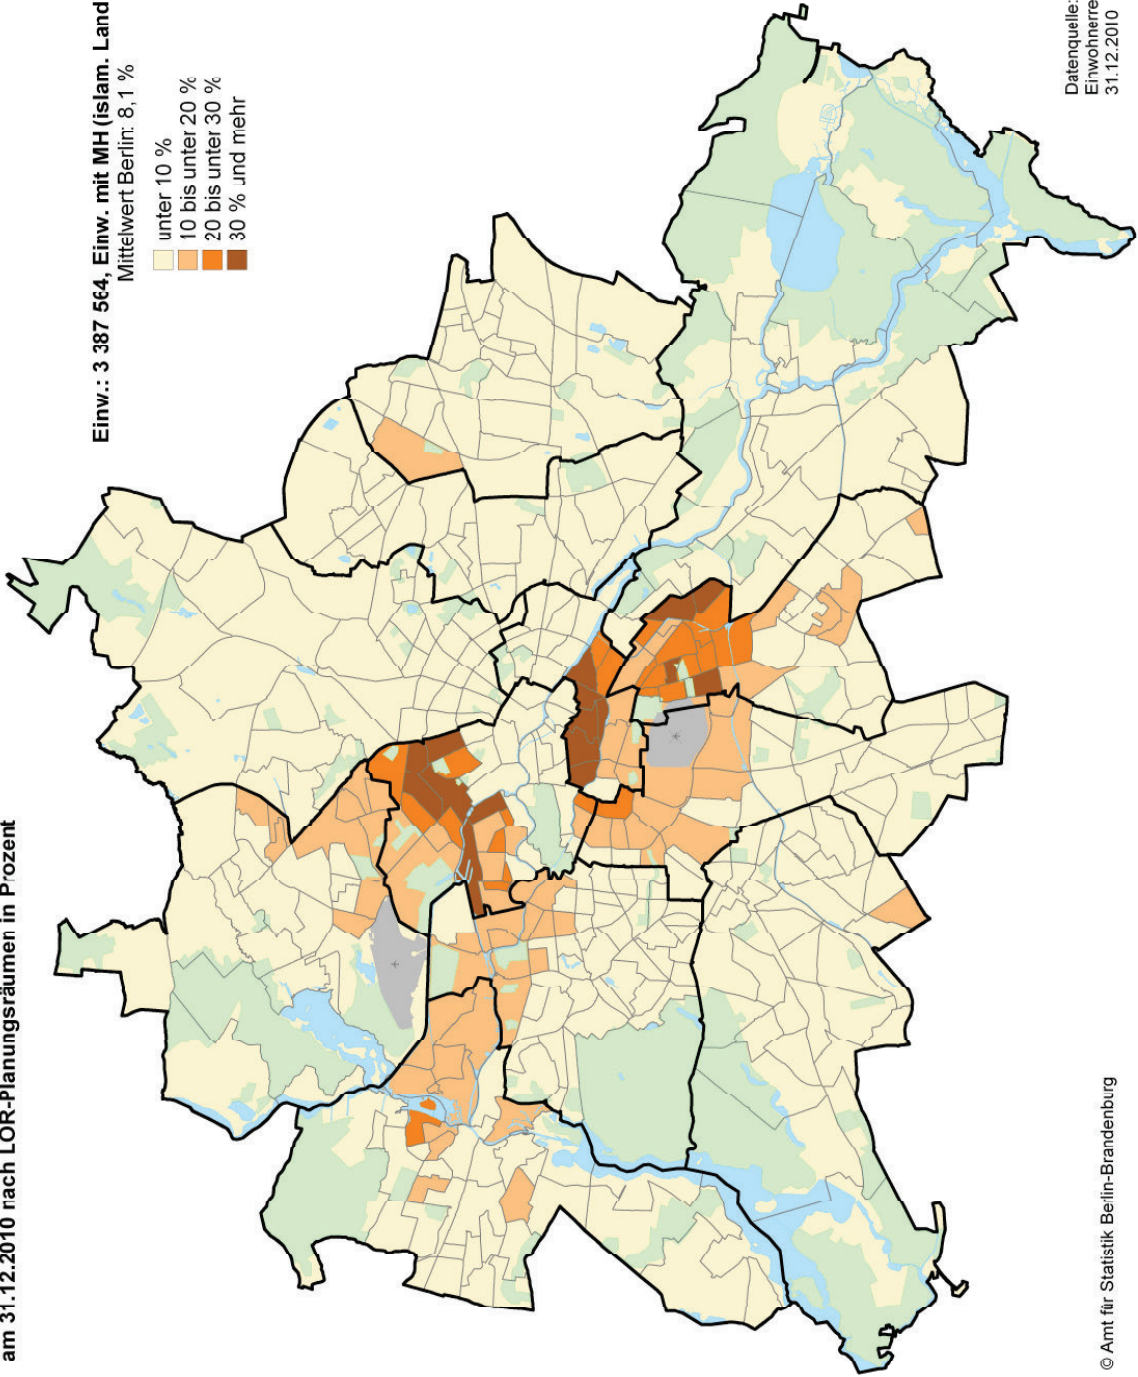 am 31.12.2010 nach LOR-Planungsräumen in Prozent
Einw.: 3 387 564, Einw. mit MH (islam. Land
Mittelwert Berlin: 8,1 %
unter 10 %
10 bis unter 20 %
20 bis unter 30 %
30 % und mehr
© Amt für Statistik Berlin-Brandenburg
Datenquelle:
Einwohnerre
31.12.2010